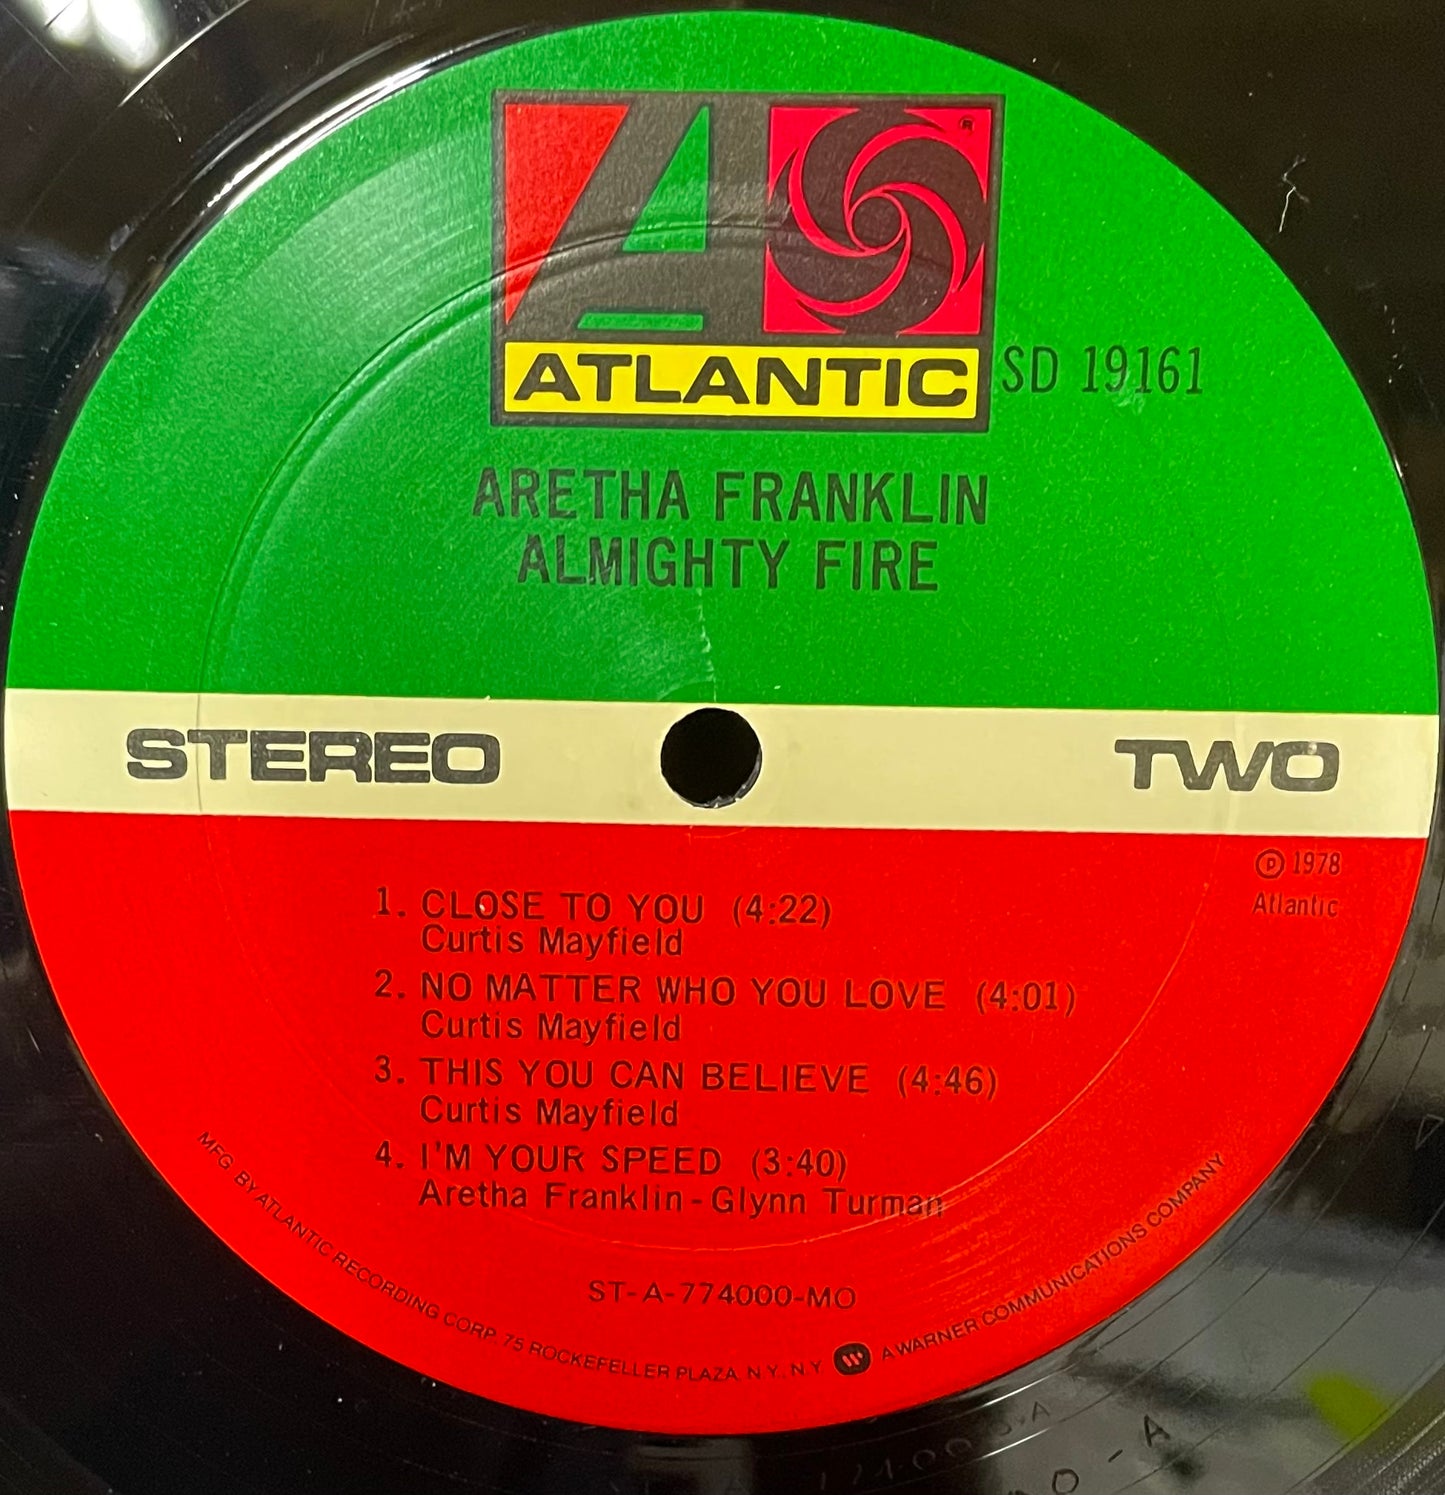 ATLANTIC
®
SD 19161
ARETHA FRANKLIN
ALMIGHTY FIRE
STEREO
TWO
Ⓟ 1978
Atlantic
1. CLOSE TO YOU (4:22)
Curtis Mayfield
2. NO MATTER WHO YOU LOVE (4:01)
Curtis Mayfield
3. THIS YOU CAN BELIEVE (4:46)
Curtis Mayfield
4. I'M YOUR SPEED (3:40)
Aretha Franklin-Glynn Turman
ST-A-774000-MO
MFG. BY ATLANTIC RECORDING CORP. 75 ROCKEFELLER PLAZA, N.Y., N.Y. A WARNER COMMUNICATIONS COMPANY